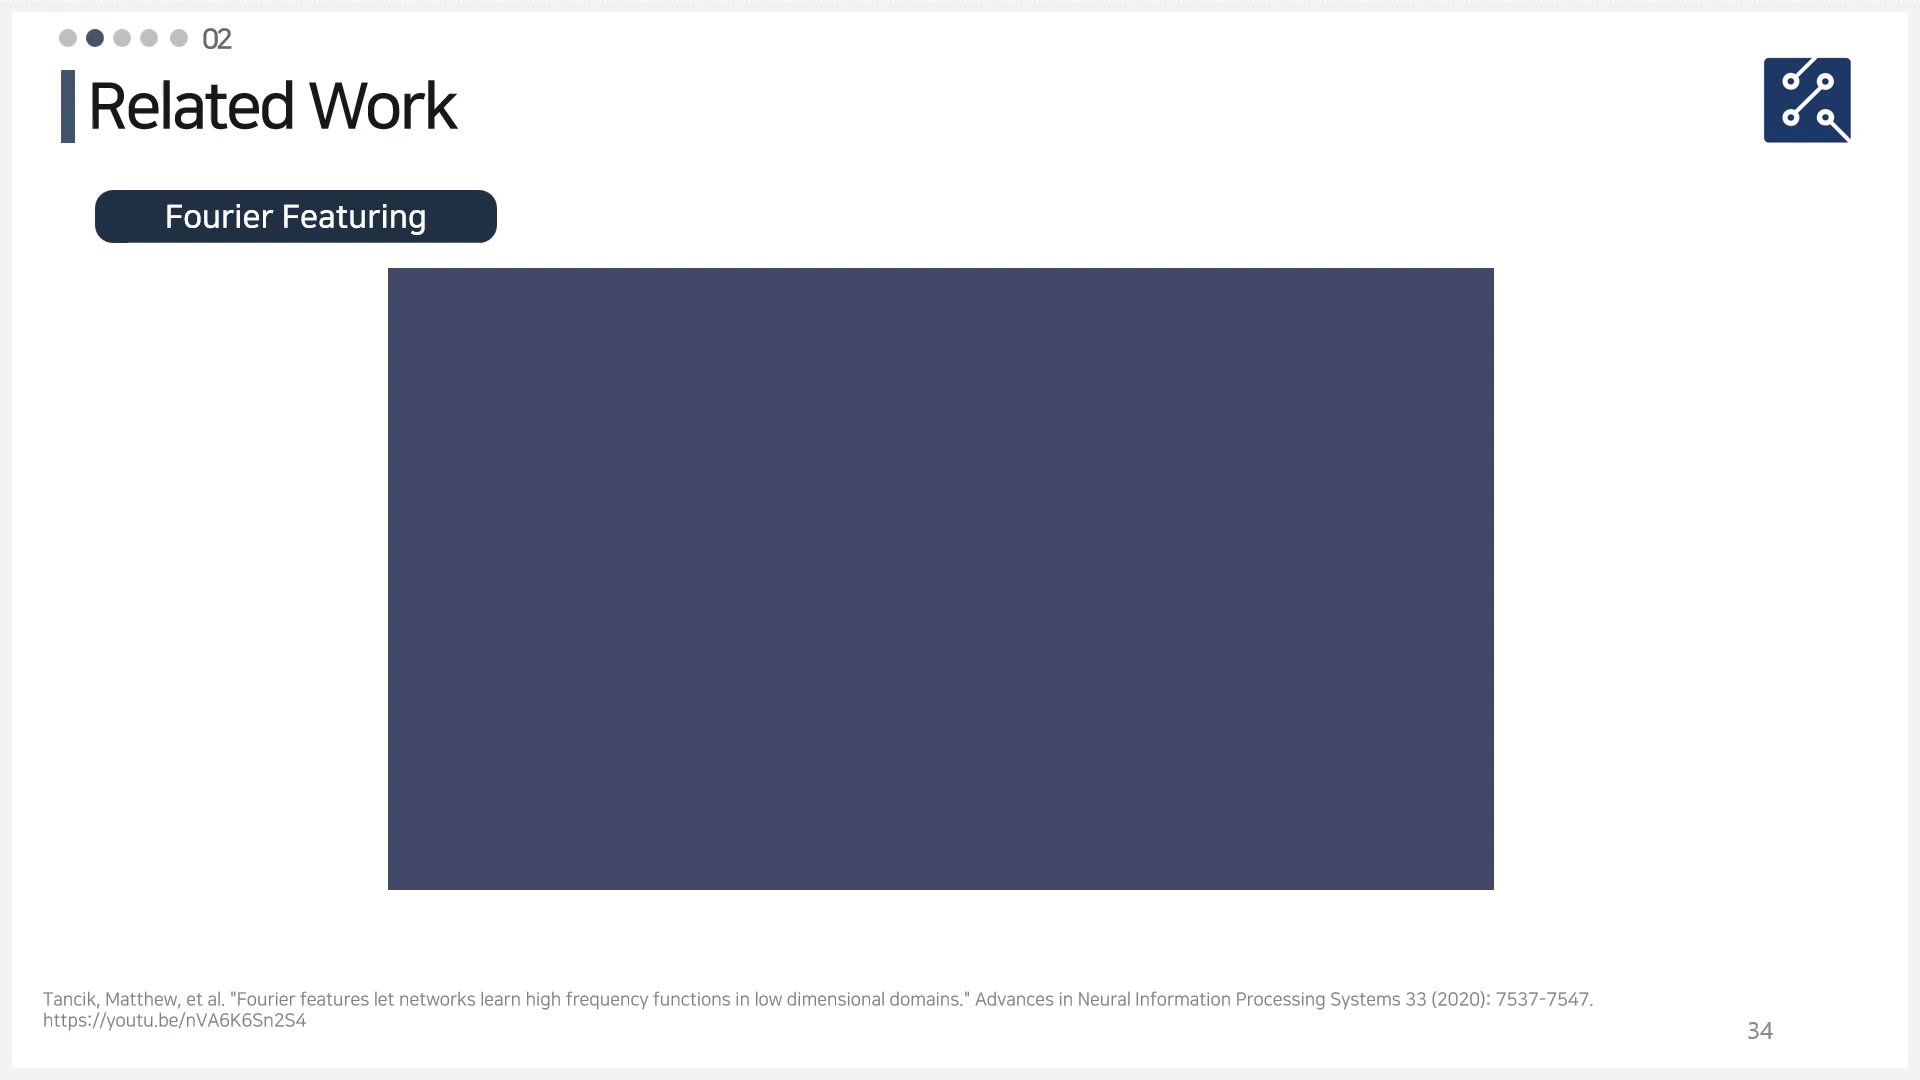 02
Related Work
Fourier Featuring
Tancik, Matthew, et al. "Fourier features let networks learn high frequency functions in low dimensional domains." Advances in Neural Information Processing Systems 33 (2020): 7537-7547.
https://youtu.be/nVA6K6Sn2S4
34